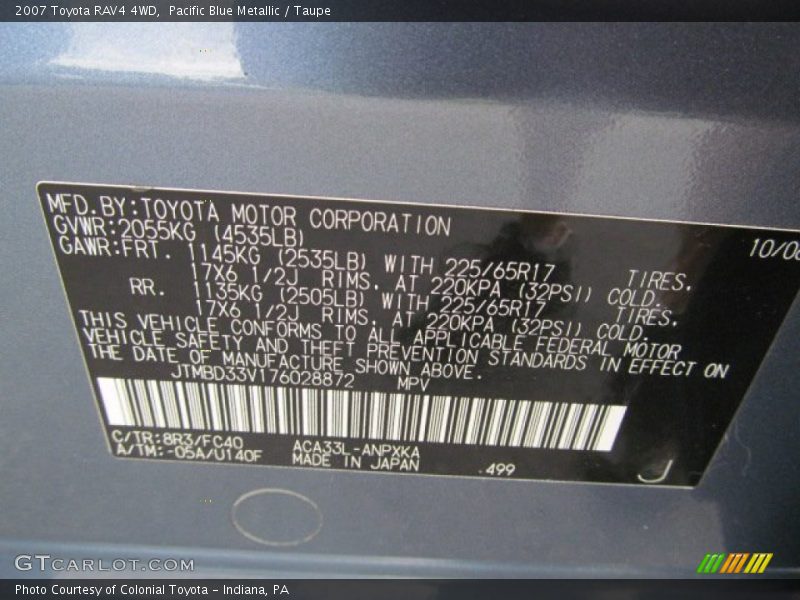 2007 Toyota RAV4 4WD,  Pacific Blue Metallic / Taupe
MFD.BY:TOYOTA MOTOR CORPORATION 10/06
GVWR:2055KG (4535LB)
GAWR:FRT. 1145KG (2535LB) WITH 225/65R17 TIRES.
17X6 1/2J RIMS. AT 220KPA (32PSI) COLD.
RR. 1135KG (2505LB) WITH 225/65R17 TIRES.
17X6 1/2J RIMS. AT 220KPA (32PSI) COLD.
THIS VEHICLE CONFORMS TO ALL APPLICABLE FEDERAL MOTOR
VEHICLE SAFETY AND THEFT PREVENTION STANDARDS IN EFFECT ON
THE DATE OF MANUFACTURE SHOWN ABOVE.
JTMBD33V176028872 MPV
C/TR:8R3/FC40 ACA33L-ANPXKA
A/TM:-05A/U140F MADE IN JAPAN .499 J
GTCARLOT.COM
Photo Courtesy of Colonial Toyota - Indiana, PA